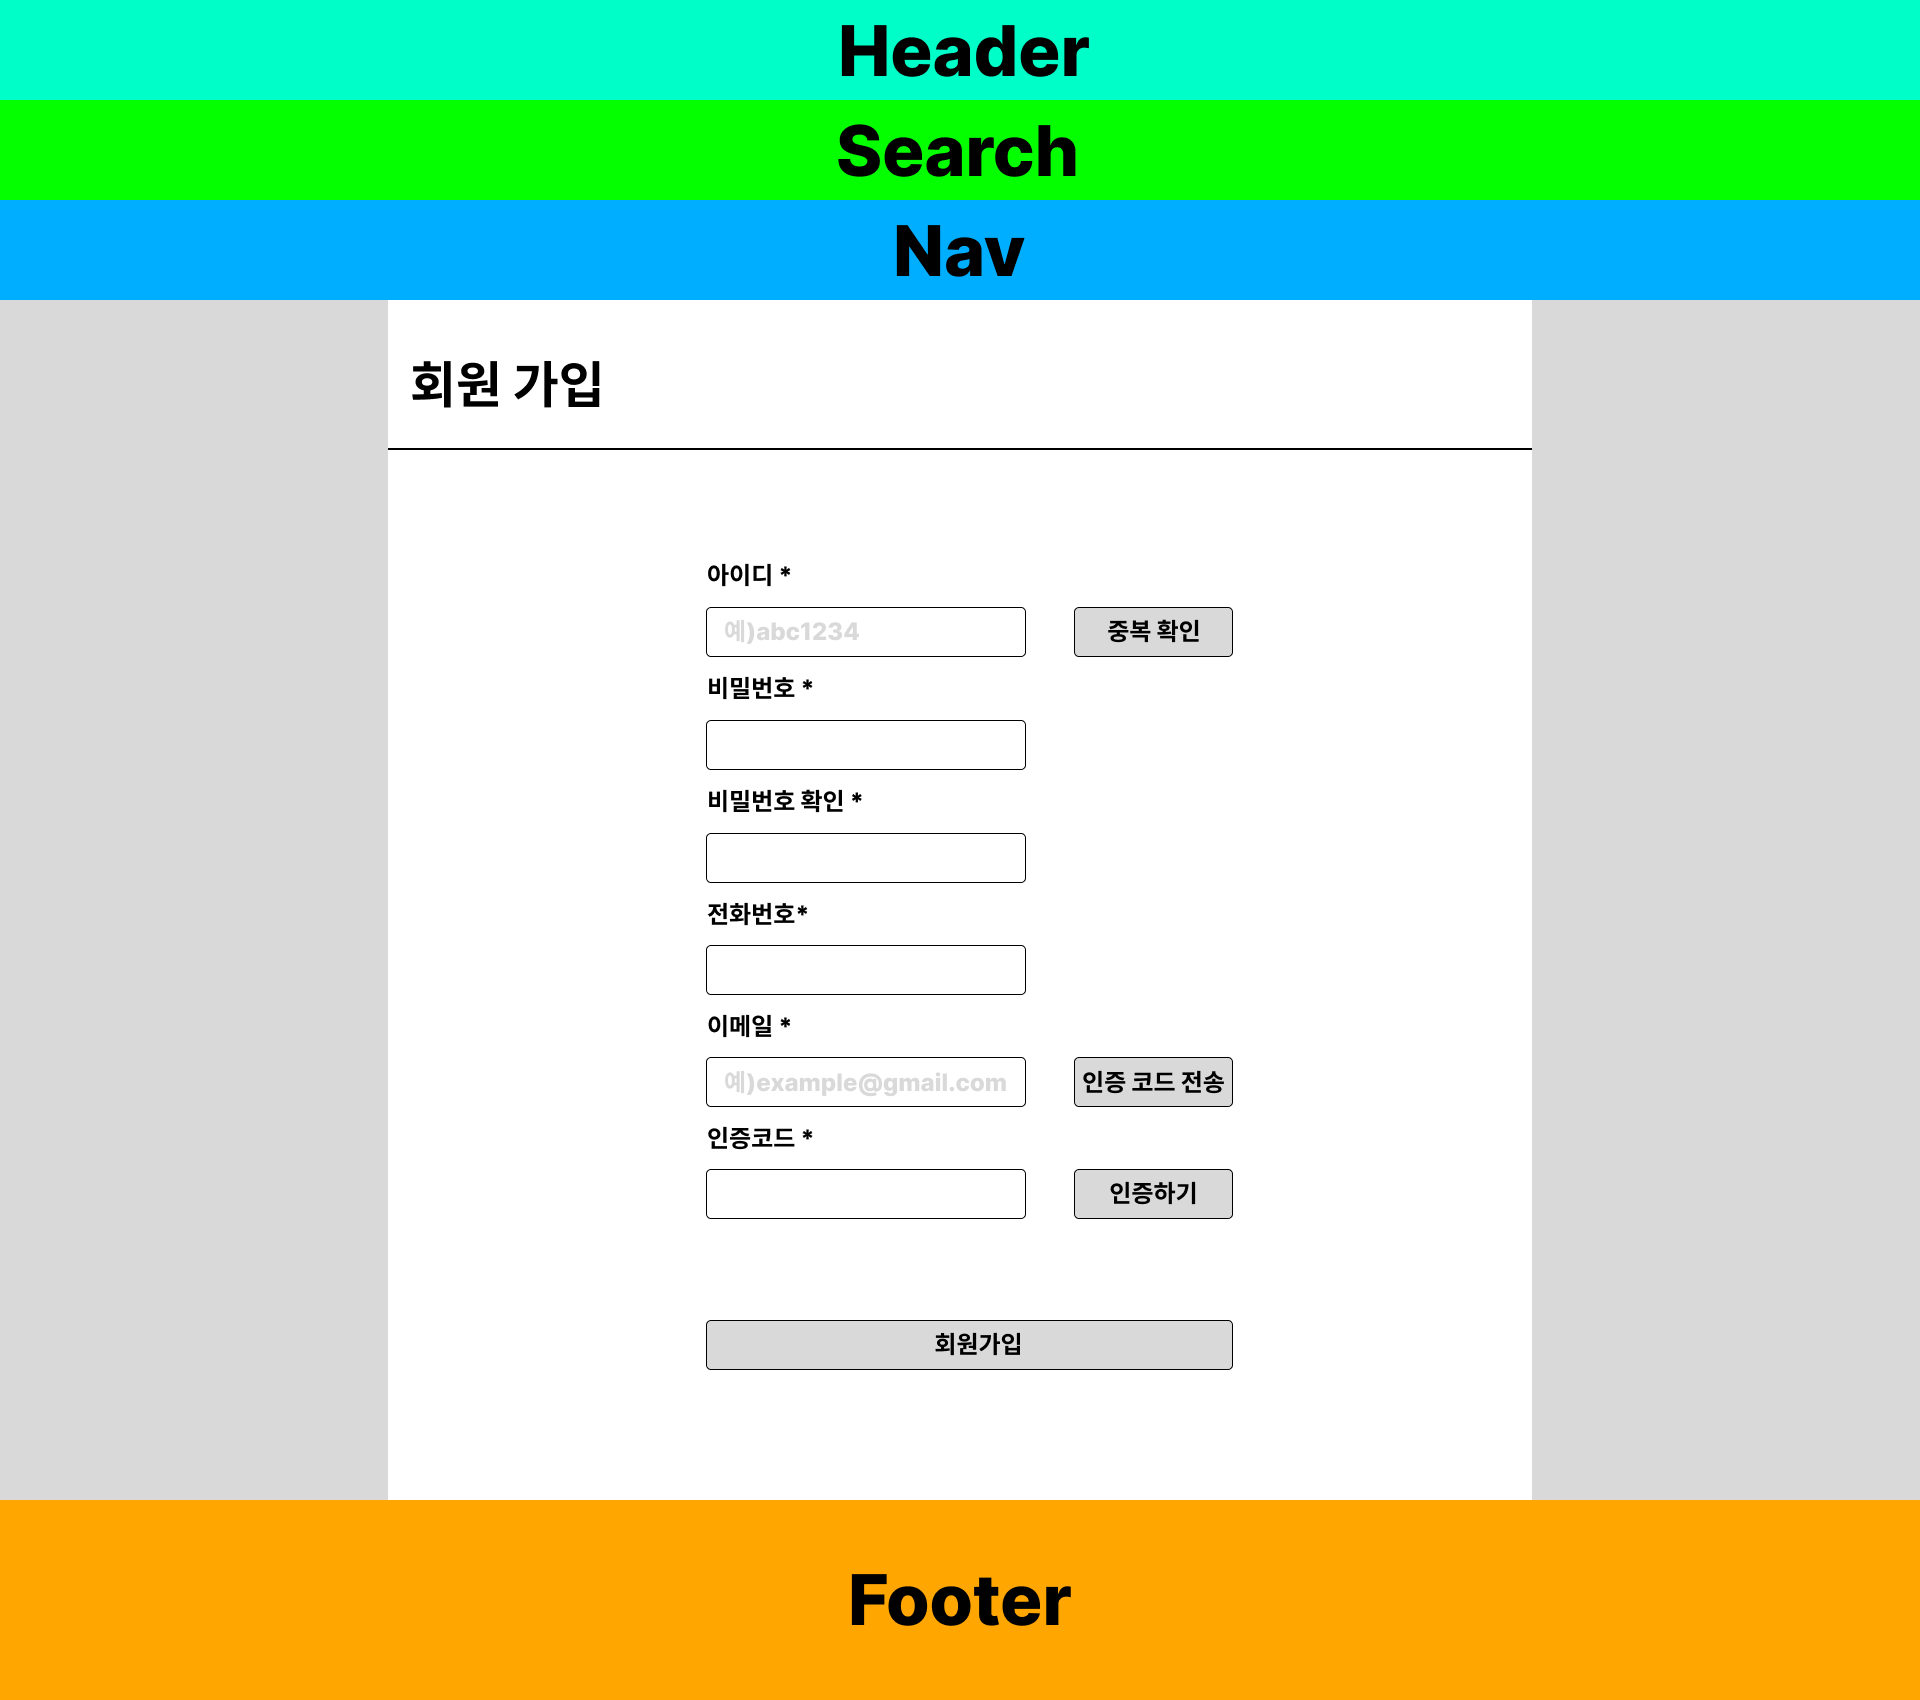 Header
Search
Nav
회원 가입
아이디 *
예)abc1234
중복 확인
비밀번호 *
비밀번호 확인 *
전화번호*
이메일 *
예)example@gmail.com
인증 코드 전송
인증코드 *
인증하기
회원가입
Footer